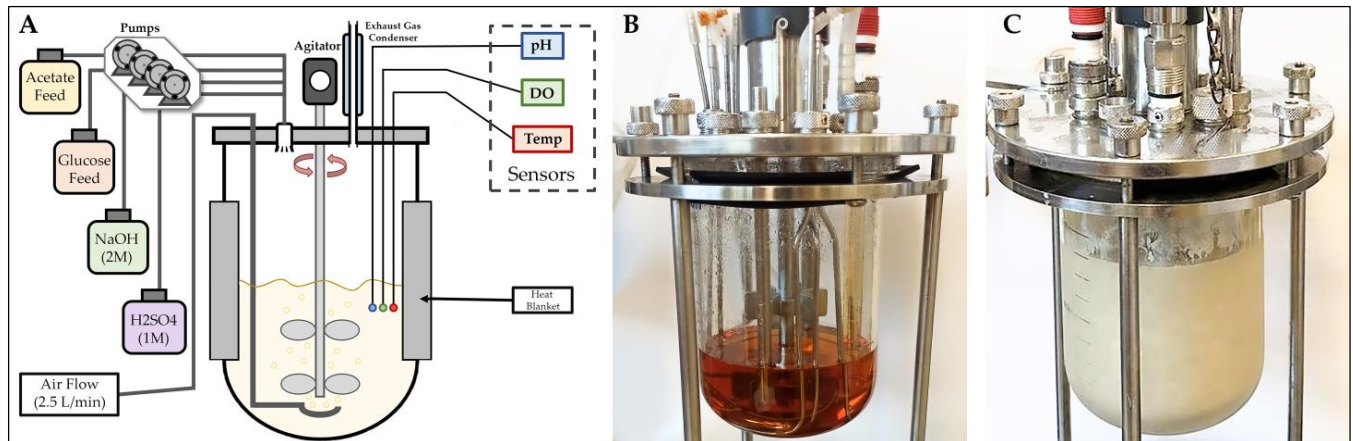 A
Pumps
Acetate
Feed
Glucose
Feed
NaOH
(2M)
H2SO4
(1M)
Air Flow
(2.5 L/min)
Agitator
Exhaust Gas
Condenser
pH
DO
Temp
Sensors
Heat
Blanket
B
C